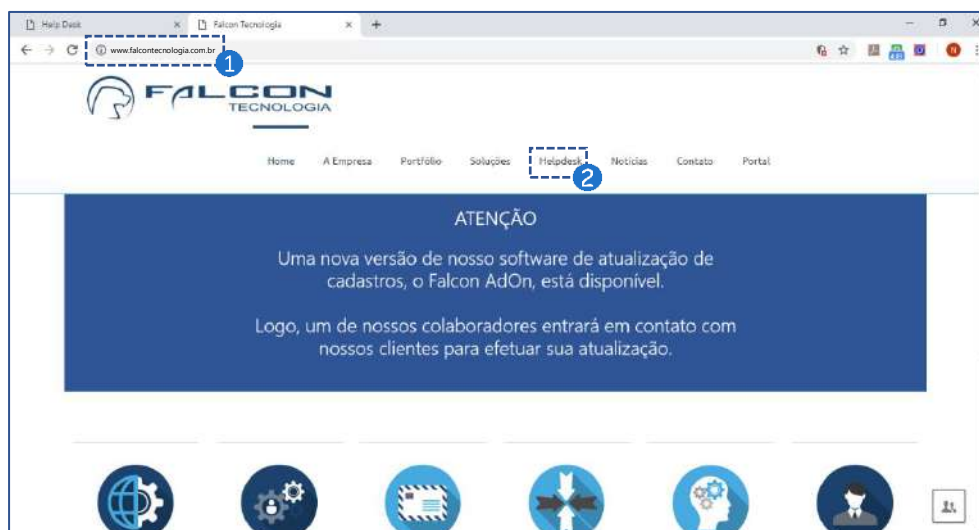 Help Desk
Falcon Tecnologia
www.falcontecnologia.com.br
1
FALCON
TECNOLOGIA
Home A Empresa Portfólio Soluções Helpdesk Notícias Contato Portal
2
ATENÇÃO
Uma nova versão de nosso software de atualização de
cadastros, o Falcon AdOn, está disponível.
Logo, um de nossos colaboradores entrará em contato com
nossos clientes para efetuar sua atualização.